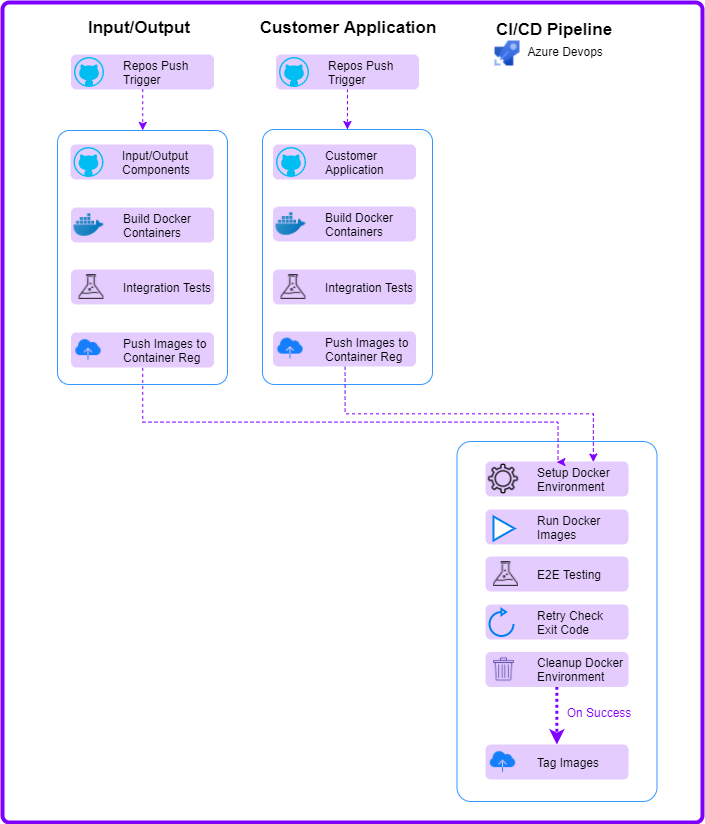 Input/Output
Repos Push
Trigger
Input/Output
Components
Build Docker
Containers
Integration Tests
Push Images to
Container Reg
Customer Application
Repos Push
Trigger
Customer
Application
Build Docker
Containers
Integration Tests
Push Images to
Container Reg
CI/CD Pipeline
Azure Devops
Setup Docker
Environment
Run Docker
Images
E2E Testing
Retry Check
Exit Code
Cleanup Docker
Environment
On Success
Tag Images